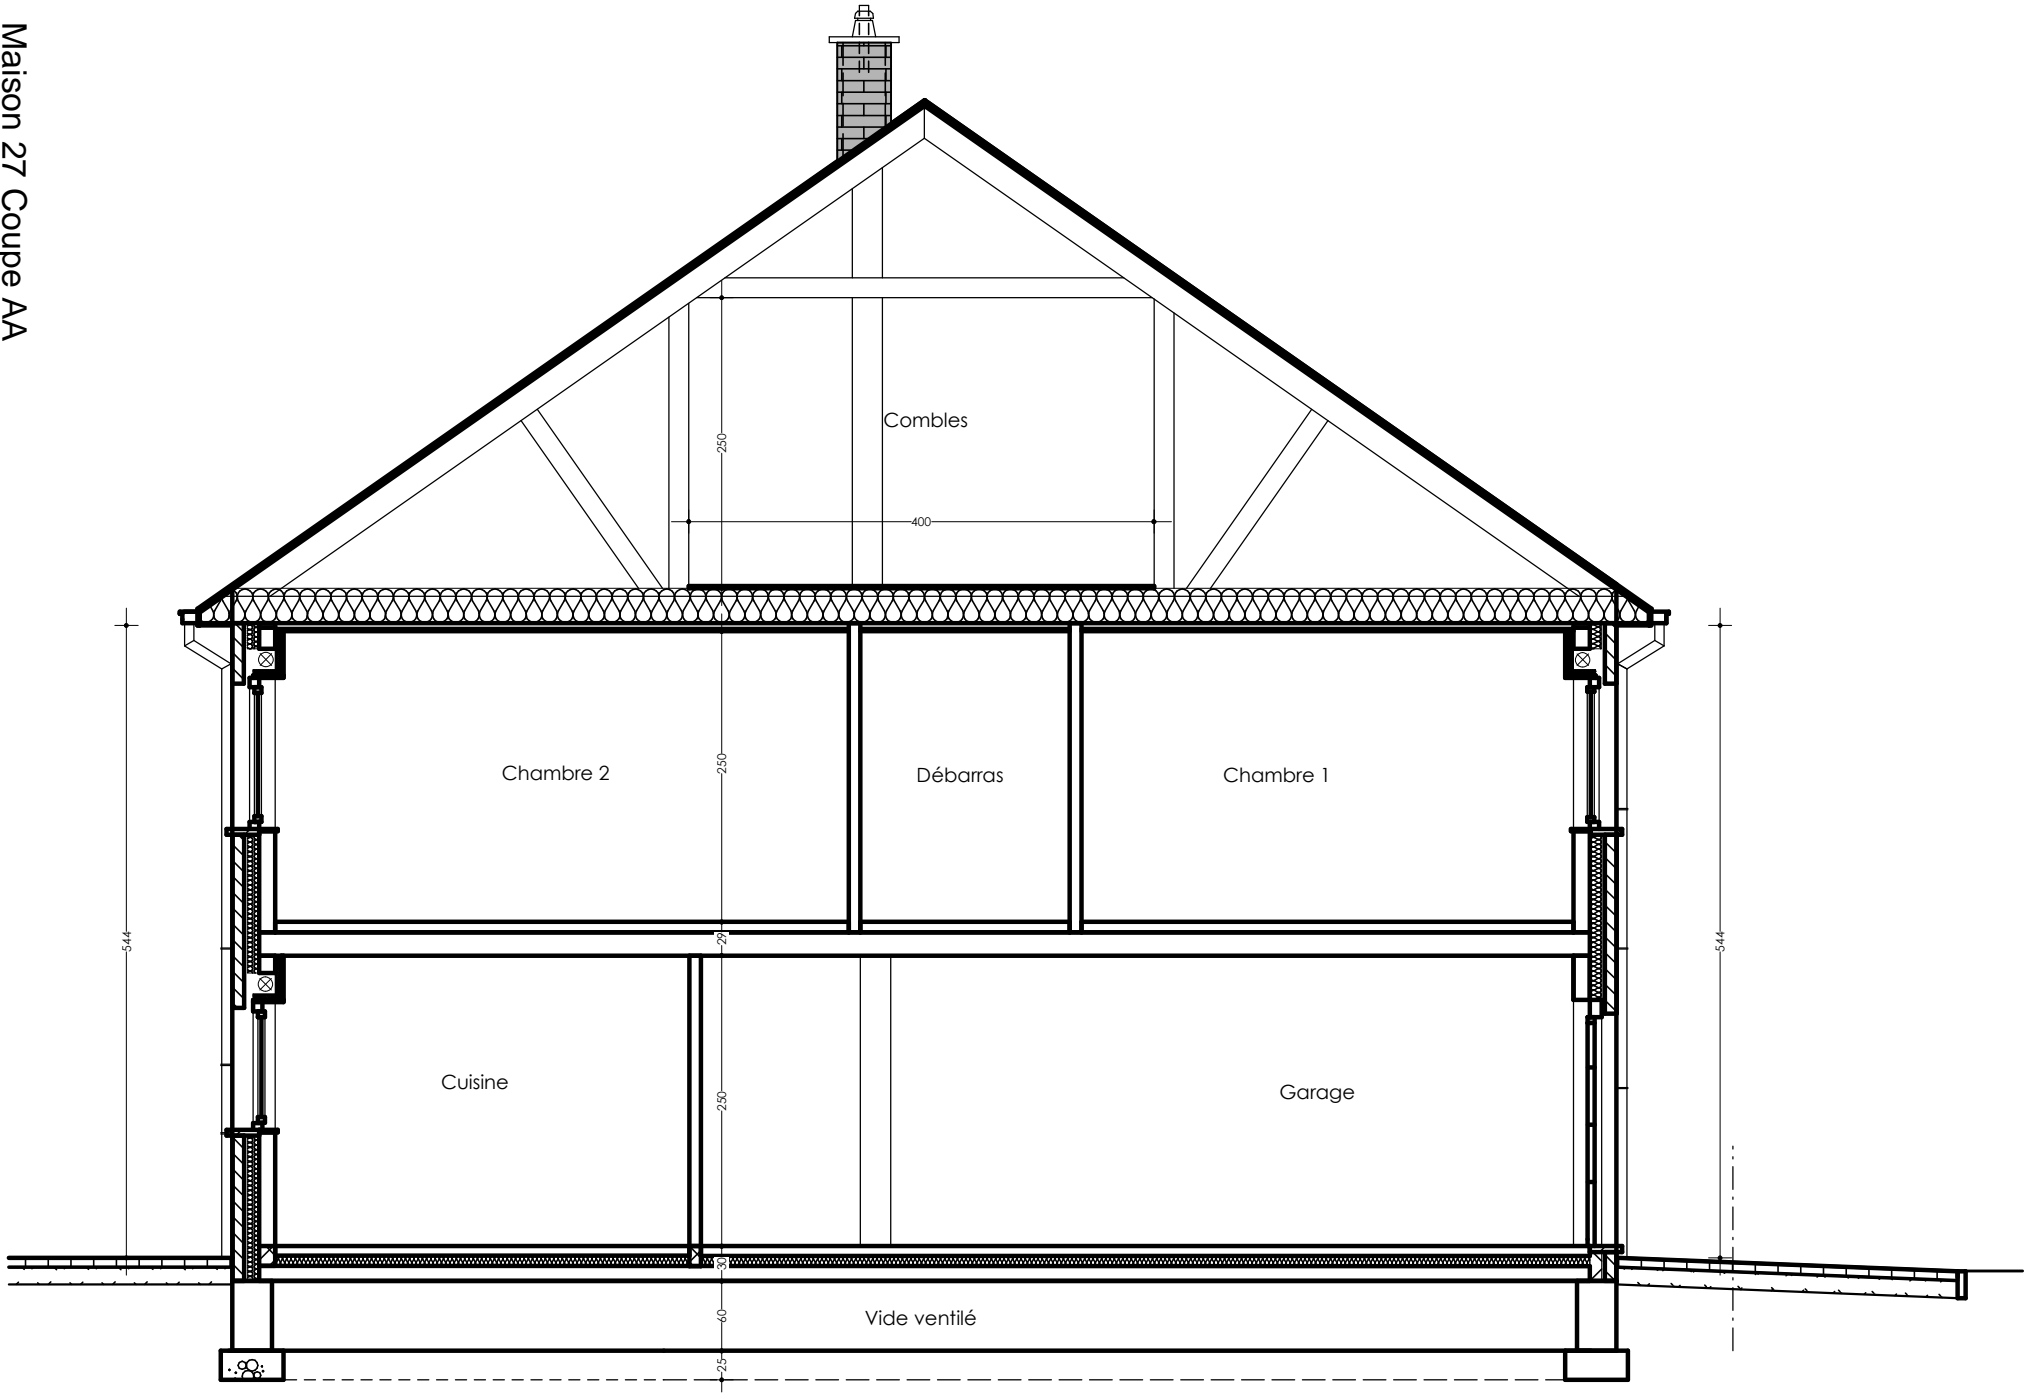 Maison 27 Coupe AA
Combles
250
400
Chambre 2
250
Débarras
Chambre 1
544
29
544
Cuisine
250
Garage
30
60
Vide ventilé
25